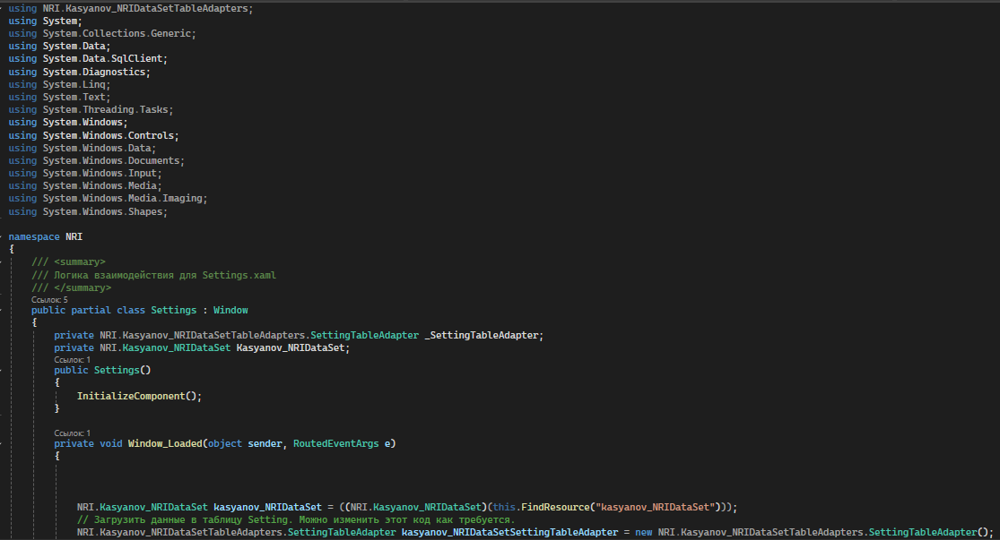 using NRI.Kasyanov_NRIDataSetTableAdapters;
using System;
using System.Collections.Generic;
using System.Data;
using System.Data.SqlClient;
using System.Diagnostics;
using System.Linq;
using System.Text;
using System.Threading.Tasks;
using System.Windows;
using System.Windows.Controls;
using System.Windows.Data;
using System.Windows.Documents;
using System.Windows.Input;
using System.Windows.Media;
using System.Windows.Media.Imaging;
using System.Windows.Shapes;
namespace NRI
{
/// <summary>
/// Логика взаимодействия для Settings.xaml
/// </summary>
Ссылок: 5
public partial class Settings : Window
{
private NRI.Kasyanov_NRIDataSetTableAdapters.SettingTableAdapter _SettingTableAdapter;
private NRI.Kasyanov_NRIDataSet Kasyanov_NRIDataSet;
Ссылок: 1
public Settings()
{
InitializeComponent();
}
Ссылок: 1
private void Window_Loaded(object sender, RoutedEventArgs e)
{
NRI.Kasyanov_NRIDataSet kasyanov_NRIDataSet = ((NRI.Kasyanov_NRIDataSet)(this.FindResource("kasyanov_NRIDataSet")));
// Загрузить данные в таблицу Setting. Можно изменить этот код как требуется.
NRI.Kasyanov_NRIDataSetTableAdapters.SettingTableAdapter kasyanov_NRIDataSetSettingTableAdapter = new NRI.Kasyanov_NRIDataSetTableAdapters.SettingTableAdapter();